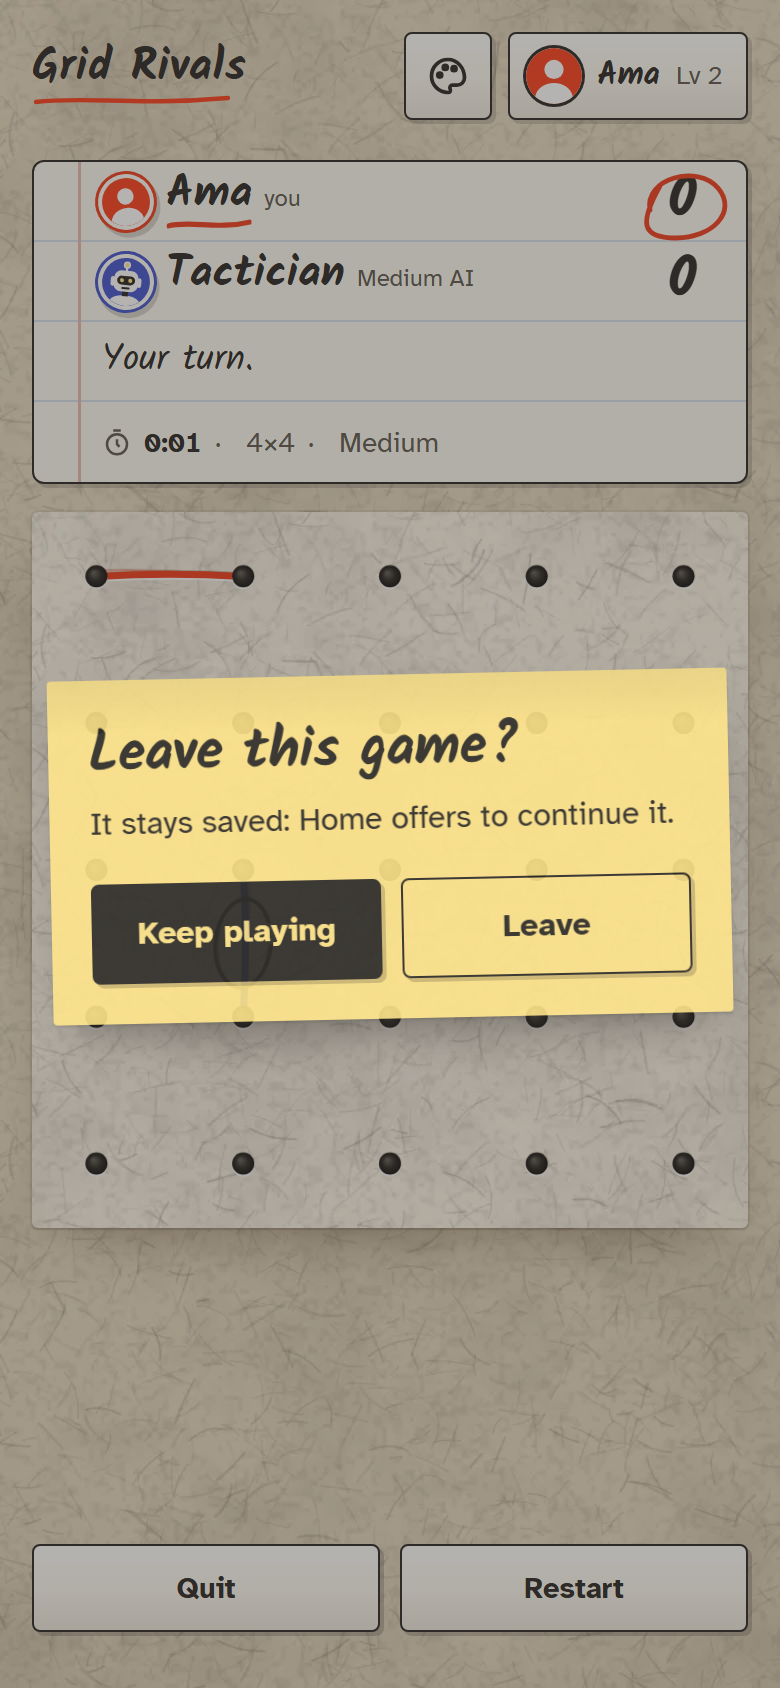 Grid Rivals
Ama Lv 2
Ama you 0
Tactician Medium AI 0
Your turn.
0:01 · 4×4 · Medium
Leave this game?
It stays saved: Home offers to continue it.
Keep playing
Leave
Quit
Restart